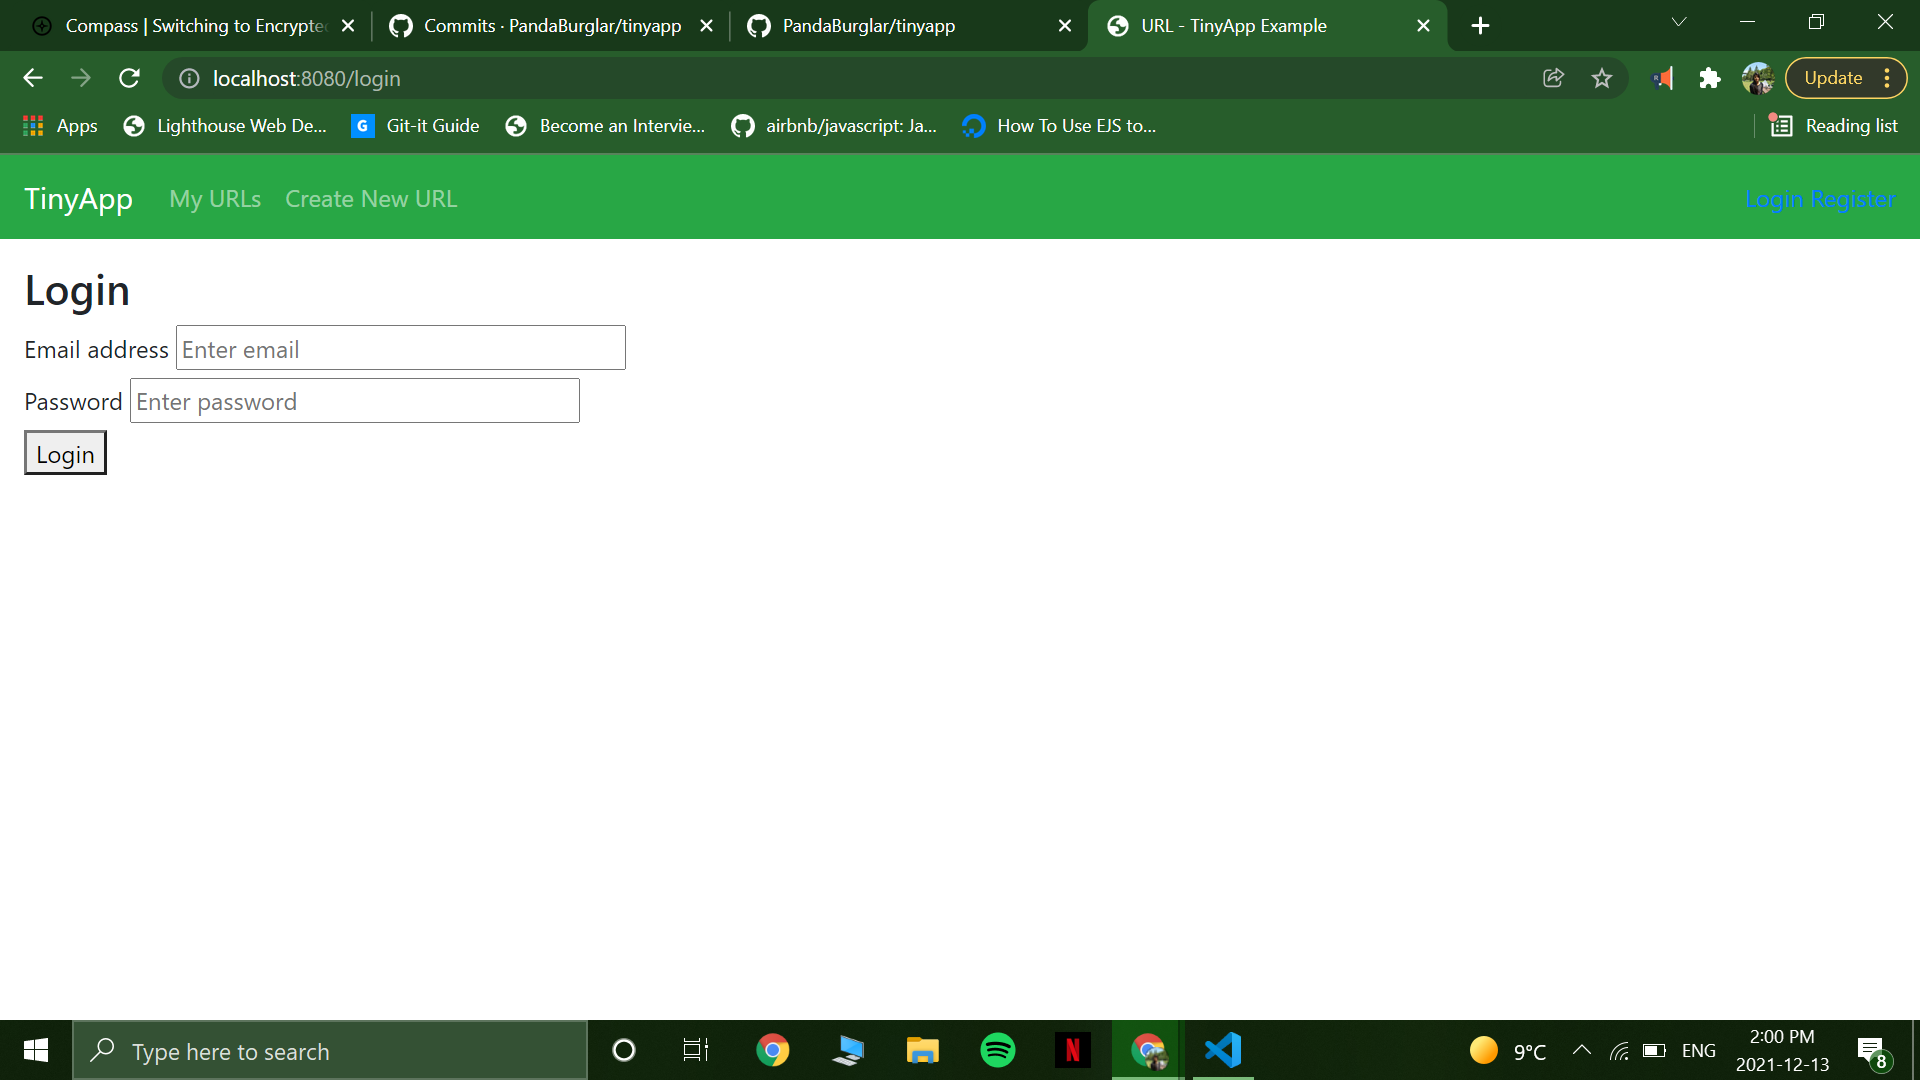 Compass | Switching to Encrypte
Commits · PandaBurglar/tinyapp
PandaBurglar/tinyapp
URL - TinyApp Example
localhost:8080/login
Update
Apps
Lighthouse Web De...
Git-it Guide
Become an Intervie...
airbnb/javascript: Ja...
How To Use EJS to...
Reading list
TinyApp
My URLs
Create New URL
Login Register
Login
Email address Enter email
Password Enter password
Login
Type here to search
9°C
ENG
2:00 PM
2021-12-13
8